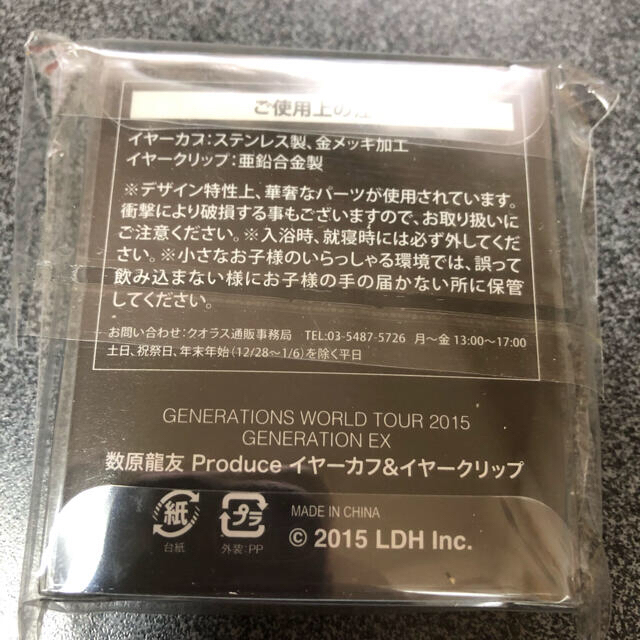 ご使用上の注
イヤーカフ：ステンレス製、金メッキ加工
イヤークリップ：亜鉛合金製
※デザイン特性上、華奢なパーツが使用されています。
衝撃により破損する事もございますので、お取り扱いに
ご注意ください。※入浴時、就寝時には必ず外してくだ
さい。※小さなお子様のいらっしゃる環境では、誤って
飲み込まない様にお子様の手の届かない所に保管
してください。
お問い合わせ：クオラス通販事務局 TEL:03-5487-5726 月～金 13:00～17:00
土日、祝祭日、年末年始（12/28～1/6）を除く平日
GENERATIONS WORLD TOUR 2015
GENERATION EX
数原龍友 Produce イヤーカフ&イヤークリップ
紙
台紙
プラ
外装:PP
MADE IN CHINA
© 2015 LDH Inc.